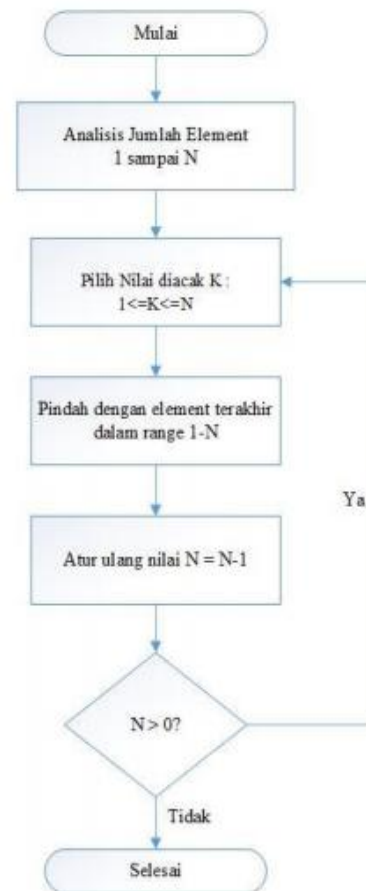 Mulai
Analisis Jumlah Element
1 sampai N
Pilih Nilai diacak K :
1<=K<=N
Pindah dengan element terakhir
dalam range 1-N
Atur ulang nilai N = N-1
Ya
N > 0?
Tidak
Selesai